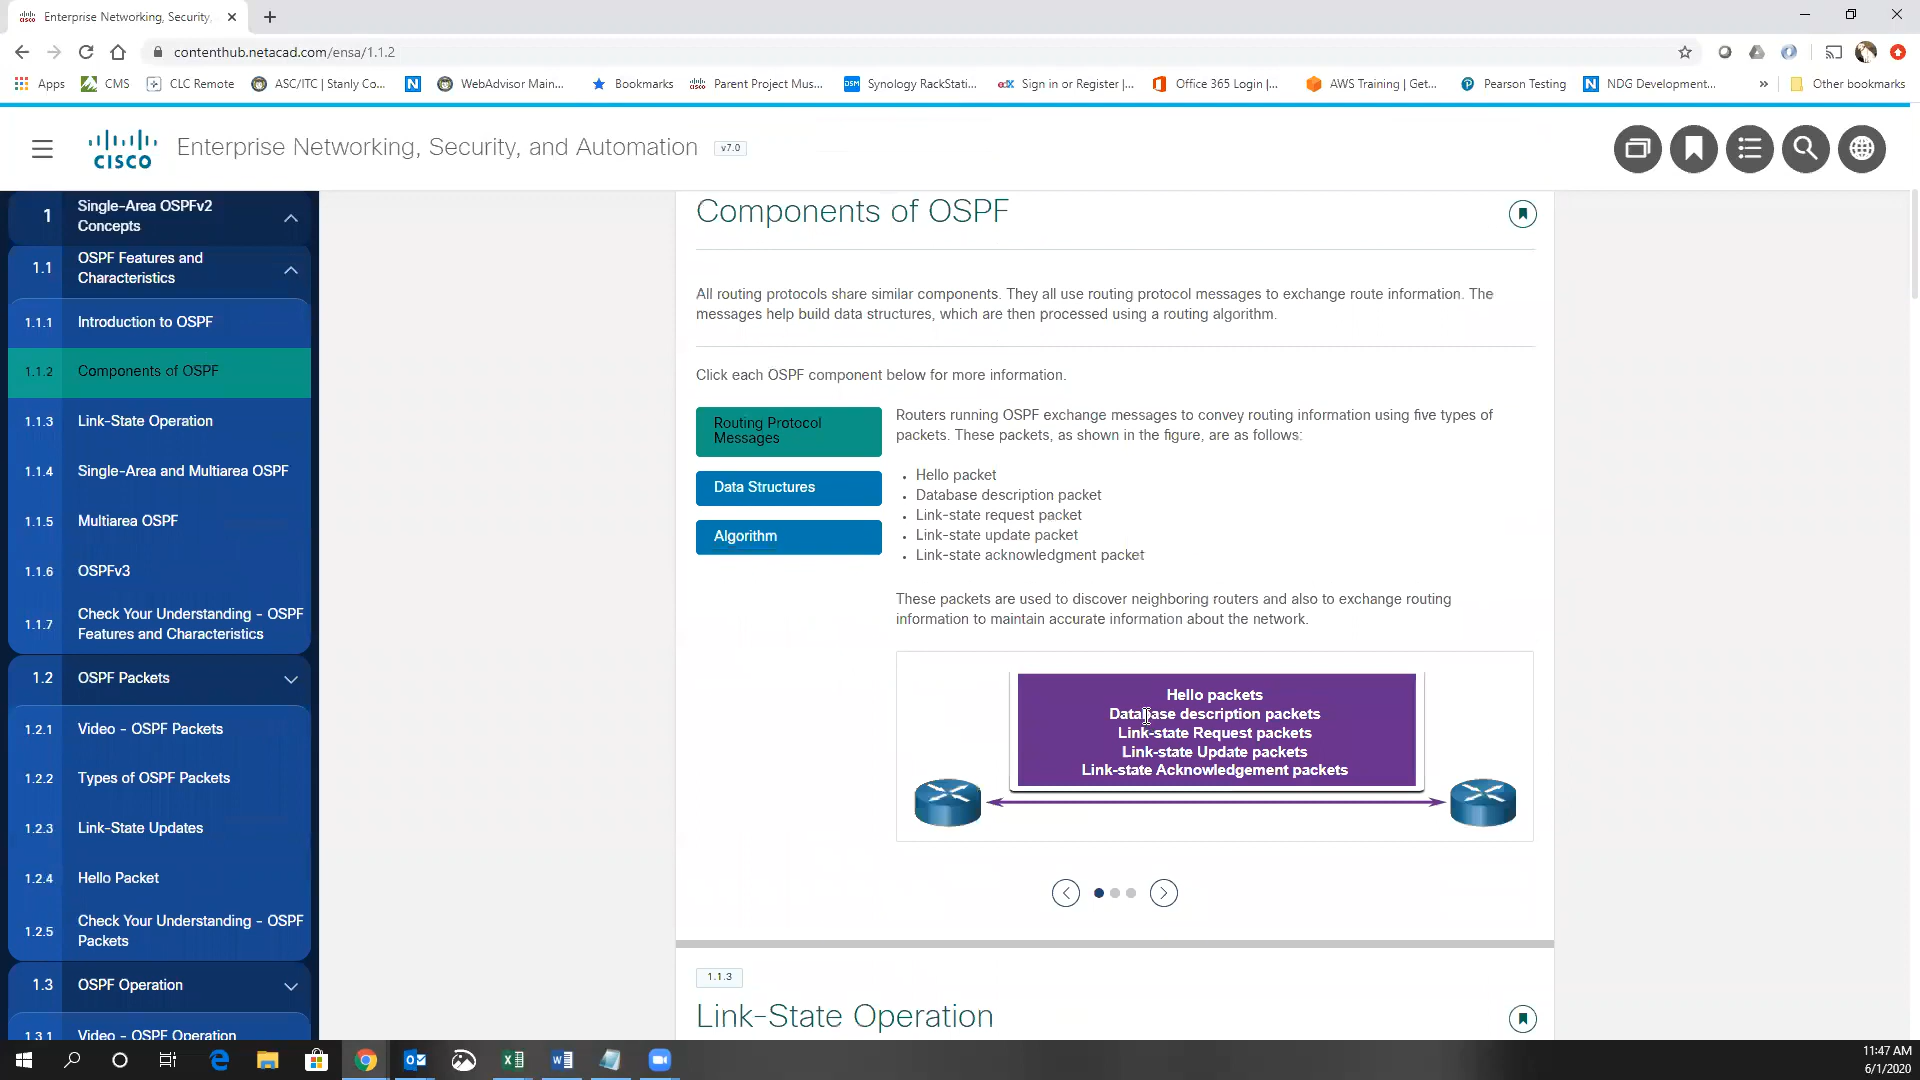 Enterprise Networking, Security,
contenthub.netacad.com/ensa/1.1.2
Apps
CMS
CLC Remote
ASC/ITC | Stanly Co...
N
WebAdvisor Main...
Bookmarks
Parent Project Mus...
DSM
Synology RackStati...
edX
Sign in or Register |...
Office 365 Login |...
AWS Training | Get...
Pearson Testing
N
NDG Development...
»
Other bookmarks
CISCO
Enterprise Networking, Security, and Automation
v7.0
1
Single-Area OSPFv2
Concepts
1.1
OSPF Features and
Characteristics
1.1.1
Introduction to OSPF
1.1.2
Components of OSPF
1.1.3
Link-State Operation
1.1.4
Single-Area and Multiarea OSPF
1.1.5
Multiarea OSPF
1.1.6
OSPFv3
1.1.7
Check Your Understanding - OSPF
Features and Characteristics
1.2
OSPF Packets
1.2.1
Video - OSPF Packets
1.2.2
Types of OSPF Packets
1.2.3
Link-State Updates
1.2.4
Hello Packet
1.2.5
Check Your Understanding - OSPF
Packets
1.3
OSPF Operation
1.3.1
Video - OSPF Operation
Components of OSPF
All routing protocols share similar components. They all use routing protocol messages to exchange route information. The
messages help build data structures, which are then processed using a routing algorithm.
Click each OSPF component below for more information.
Routing Protocol
Messages
Data Structures
Algorithm
Routers running OSPF exchange messages to convey routing information using five types of
packets. These packets, as shown in the figure, are as follows:
• Hello packet
• Database description packet
• Link-state request packet
• Link-state update packet
• Link-state acknowledgment packet
These packets are used to discover neighboring routers and also to exchange routing
information to maintain accurate information about the network.
Hello packets
Database description packets
Link-state Request packets
Link-state Update packets
Link-state Acknowledgement packets
1.1.3
Link-State Operation
11:47 AM
6/1/2020